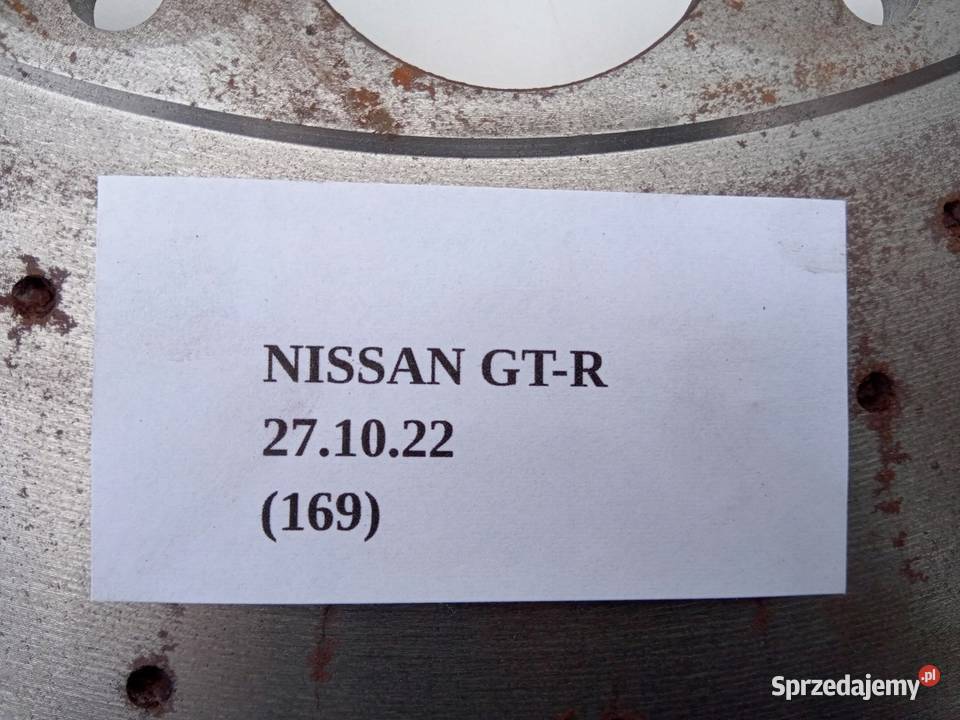 NISSAN GT-R
27.10.22
(169)
Sprzedajemy.pl